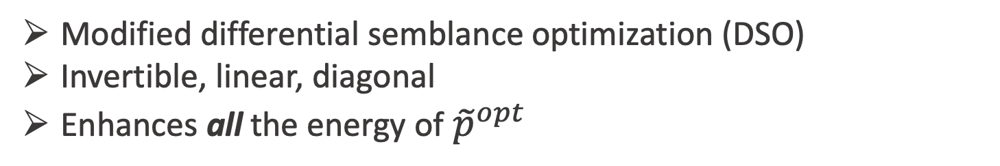 ➢ Modified differential semblance optimization (DSO)
➢ Invertible, linear, diagonal
➢ Enhances all the energy of p̃ᵒᵖᵗ